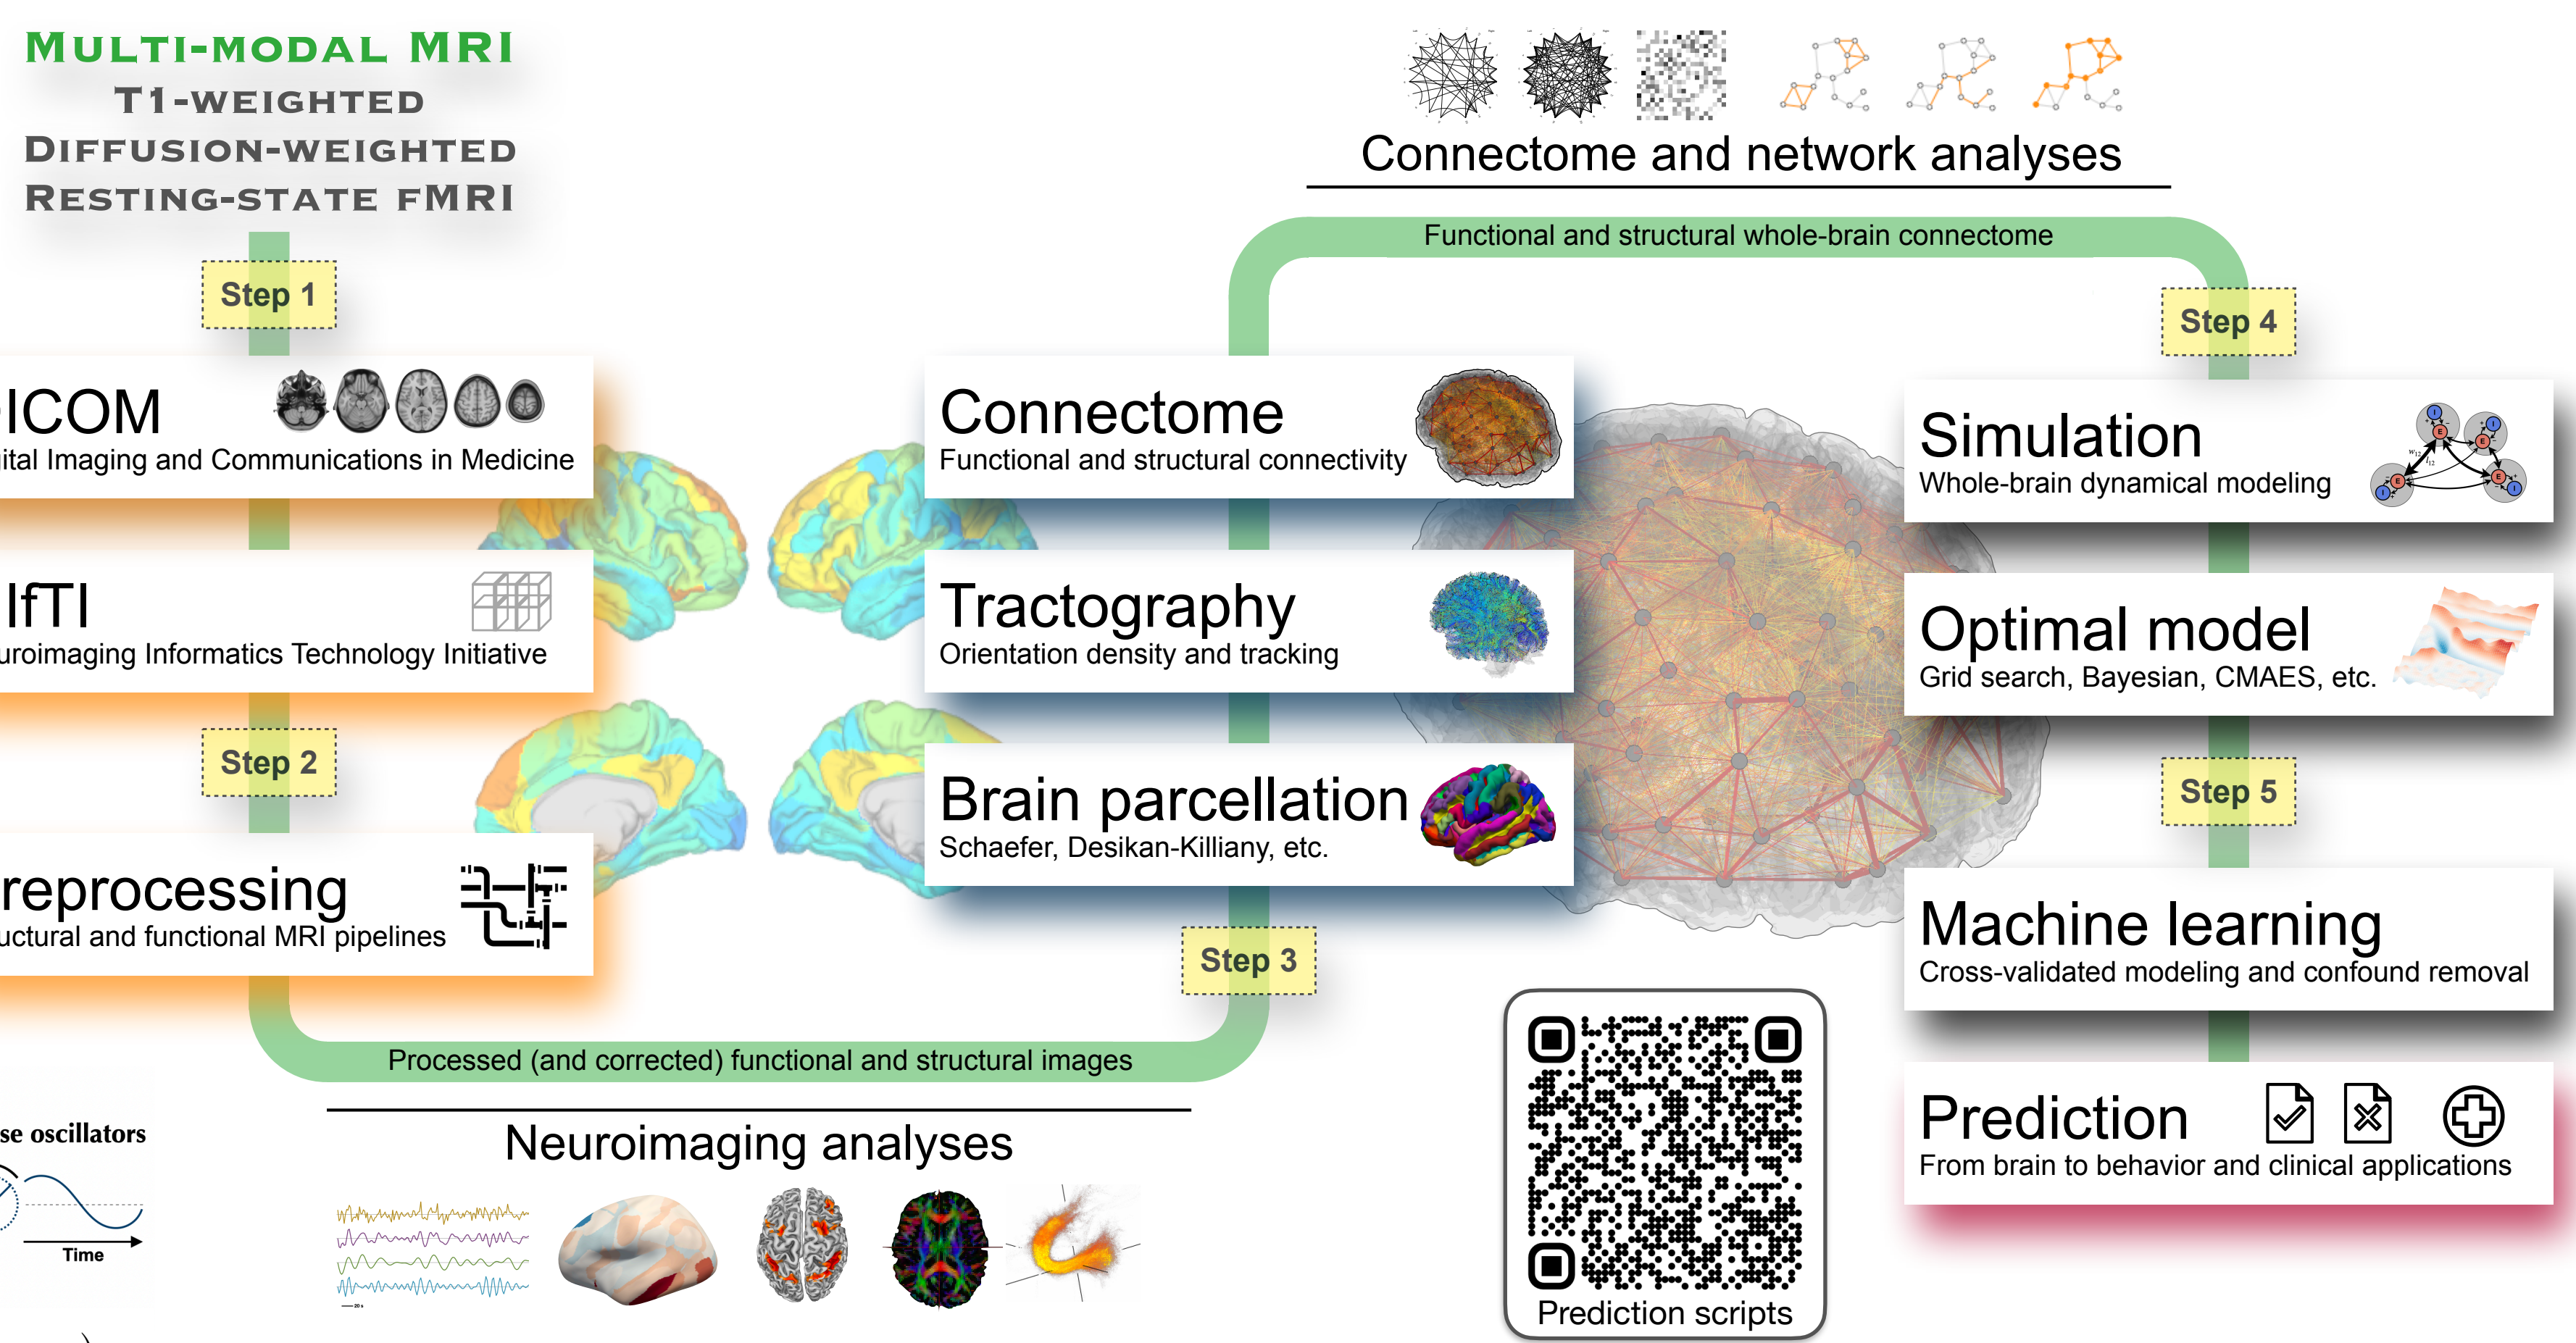 MULTI-MODAL MRI
T1-WEIGHTED
DIFFUSION-WEIGHTED
RESTING-STATE FMRI
Step 1
ICOM
ital Imaging and Communications in Medicine
IfTI
uroimaging Informatics Technology Initiative
Step 2
reprocessing
uctural and functional MRI pipelines
Processed (and corrected) functional and structural images
se oscillators
Time
Neuroimaging analyses
20 s
Step 3
Brain parcellation
Schaefer, Desikan-Killiany, etc.
Tractography
Orientation density and tracking
Connectome
Functional and structural connectivity
Connectome and network analyses
Functional and structural whole-brain connectome
Step 4
Simulation
Whole-brain dynamical modeling
I
E
I
E
w12
l12
E
I
E
I
Optimal model
Grid search, Bayesian, CMAES, etc.
Step 5
Machine learning
Cross-validated modeling and confound removal
Prediction
From brain to behavior and clinical applications
Prediction scripts